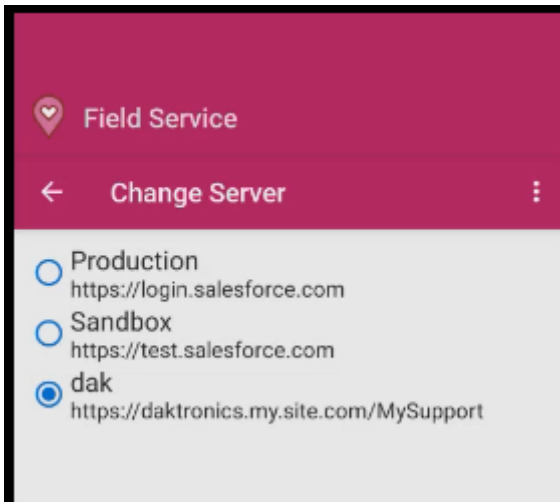 Field Service
Change Server
Production
https://login.salesforce.com
Sandbox
https://test.salesforce.com
dak
https://daktronics.my.site.com/MySupport